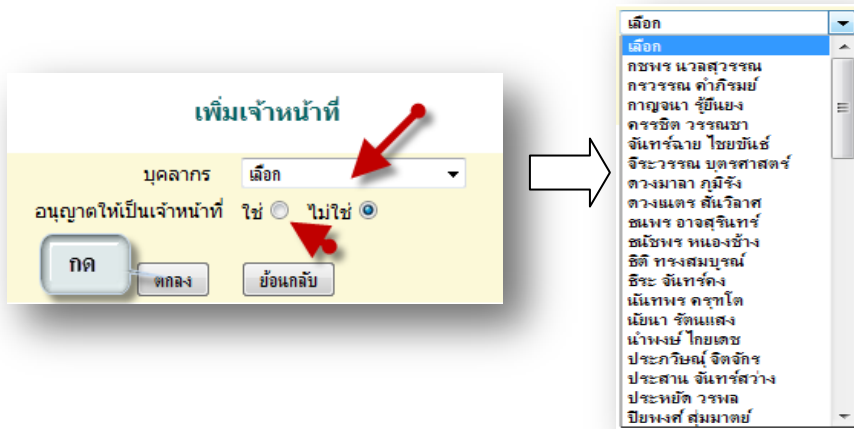 เพิ่มเจ้าหน้าที่
บุคลากร เลือก
อนุญาตให้เป็นเจ้าหน้าที่ ใช่ ไม่ใช่
กด ตกลง ย้อนกลับ
เลือก
เลือก
กชพร นวลสุวรรณ
กรวรรณ คำภิรมย์
กาญจนา รู้ยืนยง
ครรชิต วรรณชา
จันทร์ฉาย ไชยขันธ์
จีระวรรณ บุตรศาสตร์
ดวงมาลา ภูมิรัง
ดวงเนตร สันวิลาศ
ชนพร อาจสุรินทร์
ธนัชพร หนองช้าง
ธิติ ทรงสมบูรณ์
ธีระ จันทร์คง
นันทพร ครุฑโต
นัยนา รัตนแสง
นำพงษ์ ไกยเดช
ประภวิษณุ์ จิตจักร
ประสาน จันทร์สว่าง
ประหยัด วรพล
ปิยพงศ์ สุ่มมาตย์